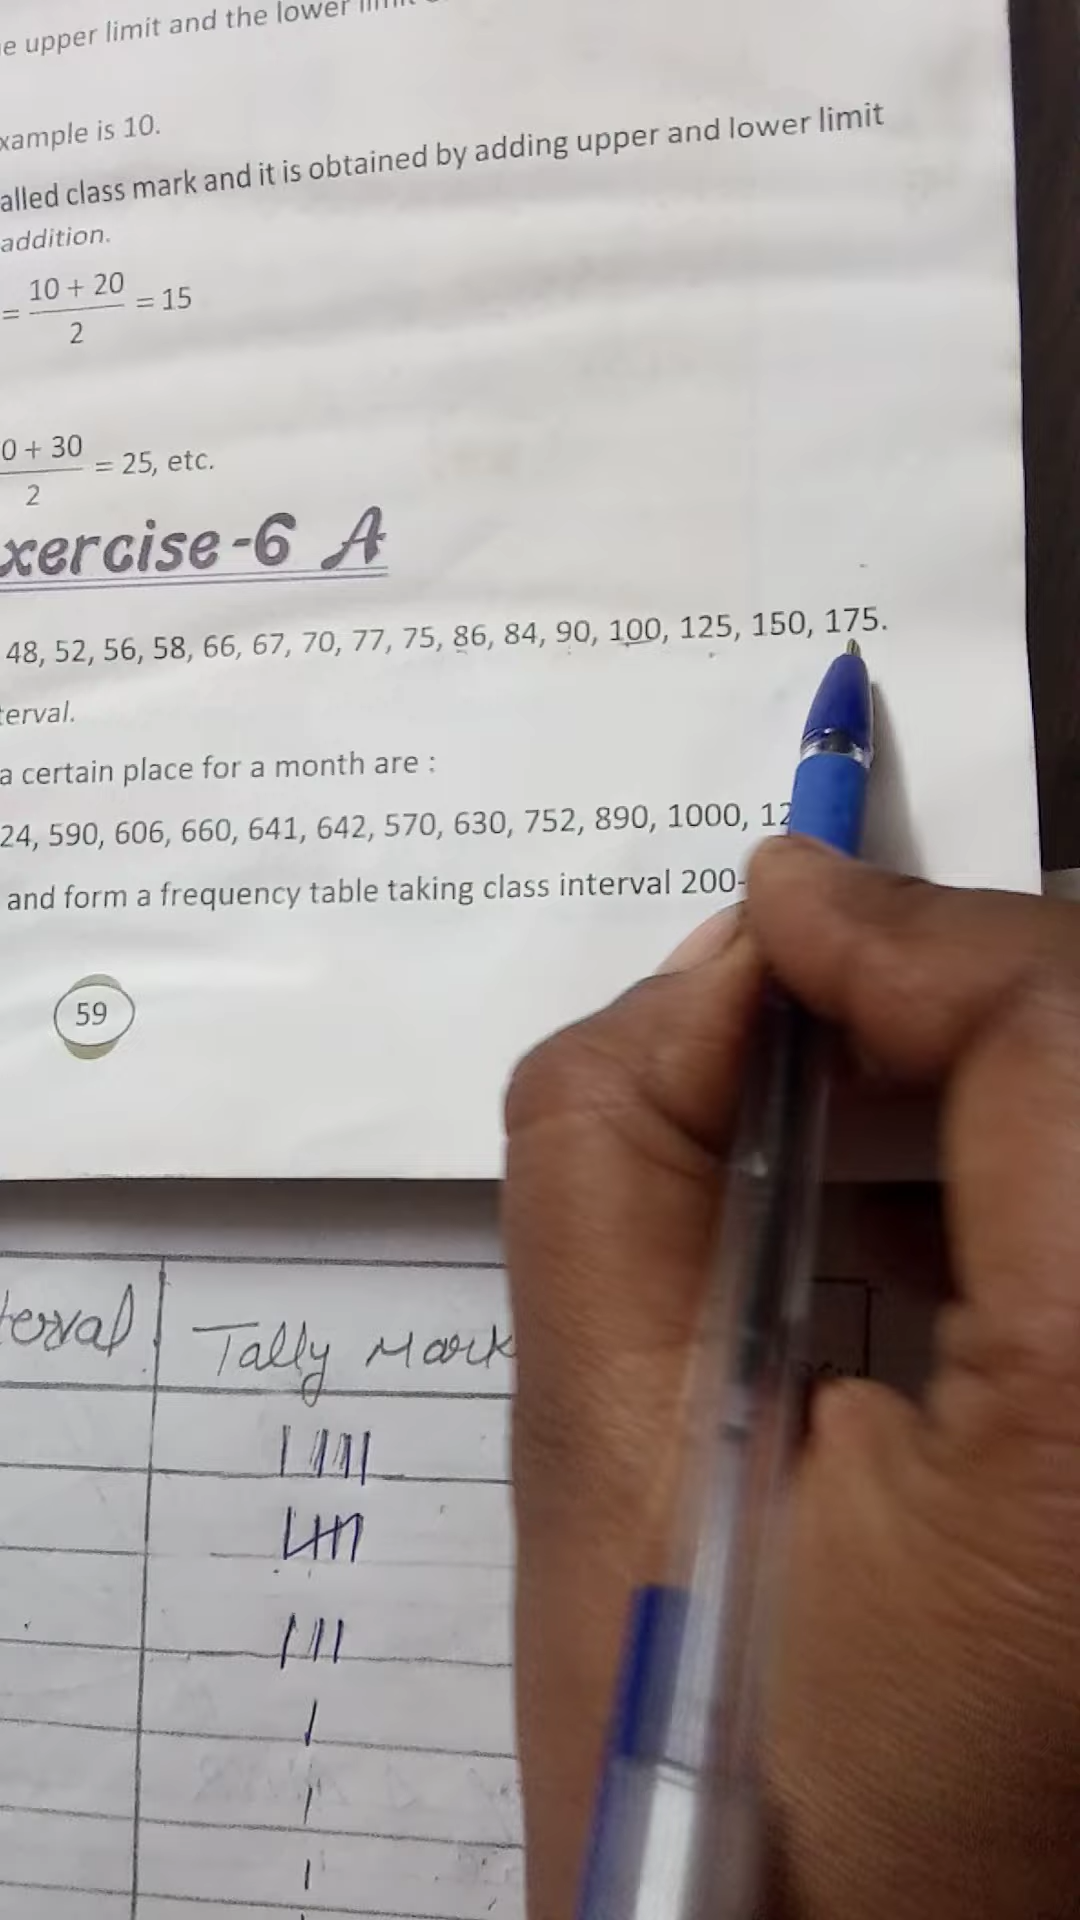 e upper limit and the lower limit
xample is 10.
alled class mark and it is obtained by adding upper and lower limit
addition.
= 10 + 20 / 2 = 15
0 + 30 / 2 = 25, etc.
xercise-6 A
48, 52, 56, 58, 66, 67, 70, 77, 75, 86, 84, 90, 100, 125, 150, 175.
terval.
a certain place for a month are :
24, 590, 606, 660, 641, 642, 570, 630, 752, 890, 1000, 12
and form a frequency table taking class interval 200-
59
terval Tally Mark